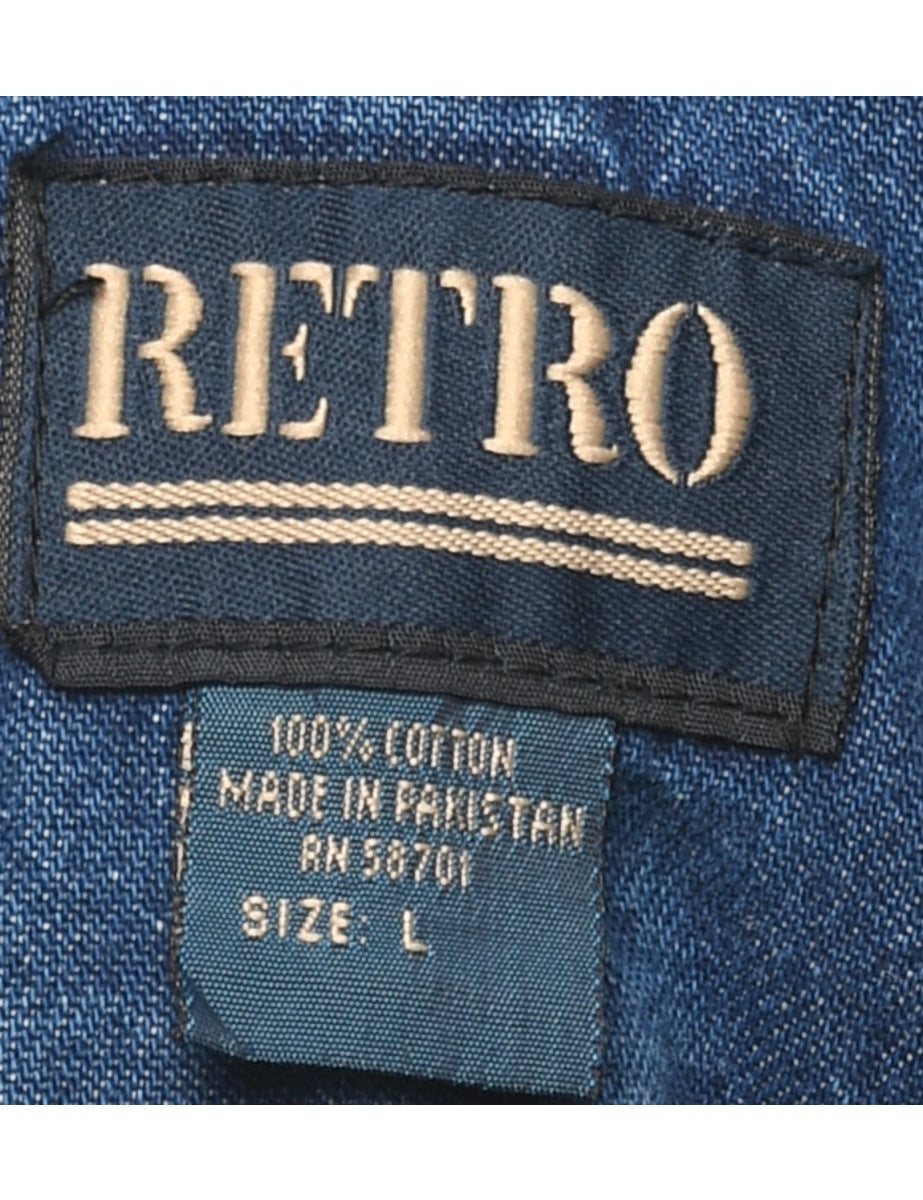 RETRO
100% COTTON
MADE IN PAKISTAN
RN 58701
SIZE: L